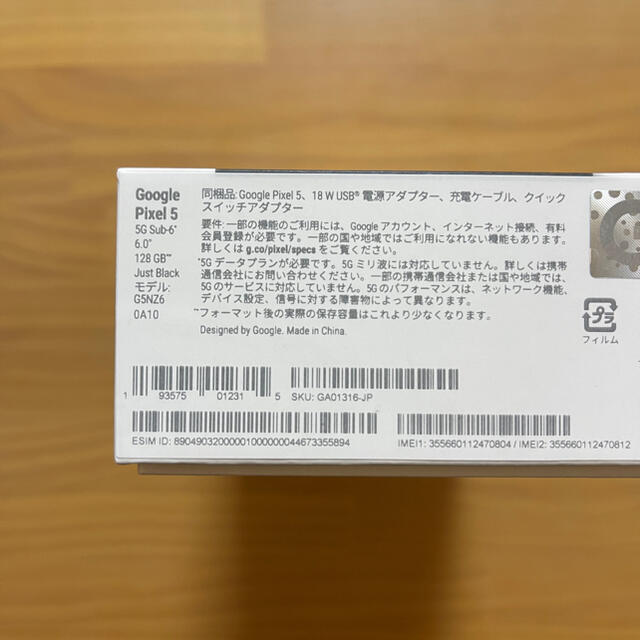 Google
Pixel 5
5G Sub-6*
6.0"
128 GB**
Just Black
モデル:
G5NZ6
0A10
同梱品: Google Pixel 5、18 W USB® 電源アダプター、充電ケーブル、クイック
スイッチアダプター
要件: 一部の機能のご利用には、Google アカウント、インターネット接続、有料
会員登録が必要です。一部の国や地域ではご利用になれない機能もあります。
詳しくは g.co/pixel/specs をご覧ください。
*5G データプランが必要です。5G ミリ波には対応していません。詳しくは携帯
通信会社にお問い合わせください。一部の携帯通信会社または国や地域では、
5G のサービスに対応していません。5G のパフォーマンスは、ネットワーク機能、
デバイス設定、信号に対する障害物によって異なります。
**フォーマット後の実際の保存容量はこれより少なくなります。
Designed by Google. Made in China.
プラ
フィルム
1 93575 01231 5
SKU: GA01316-JP
ESIM ID: 89049032000001000000044673355894
IMEI1: 355660112470804 / IMEI2: 355660112470812